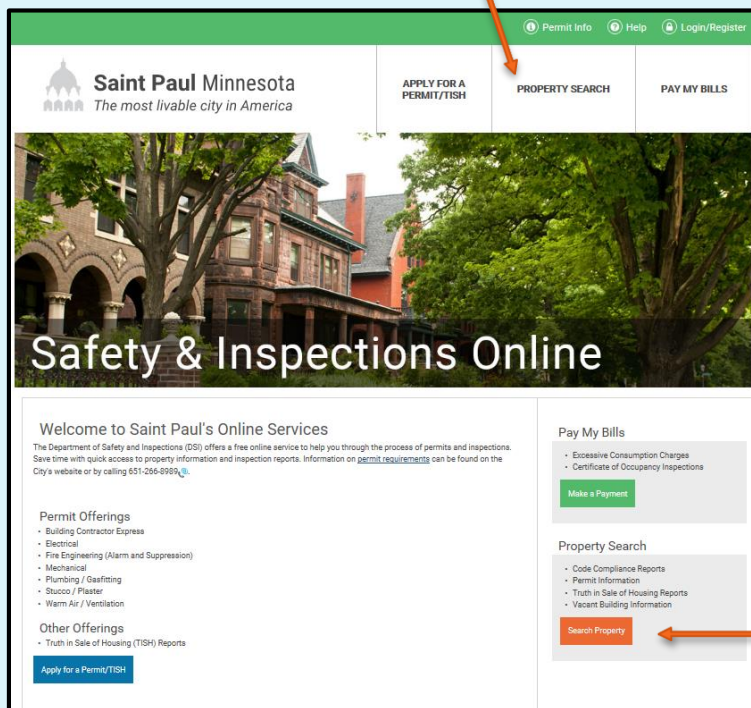 Permit Info
Help
Login/Register
Saint Paul Minnesota
The most livable city in America
APPLY FOR A
PERMIT/TISH
PROPERTY SEARCH
PAY MY BILLS
Safety & Inspections Online
Welcome to Saint Paul's Online Services
The Department of Safety and Inspections (DSI) offers a free online service to help you through the process of permits and inspections.
Save time with quick access to property information and inspection reports. Information on permit requirements can be found on the
City's website or by calling 651-266-8989.
Permit Offerings
• Building Contractor Express
• Electrical
• Fire Engineering (Alarm and Suppression)
• Mechanical
• Plumbing / Gasfitting
• Stucco / Plaster
• Warm Air / Ventilation
Other Offerings
• Truth in Sale of Housing (TISH) Reports
Apply for a Permit/TISH
Pay My Bills
• Excessive Consumption Charges
• Certificate of Occupancy Inspections
Make a Payment
Property Search
• Code Compliance Reports
• Permit Information
• Truth in Sale of Housing Reports
• Vacant Building Information
Search Property